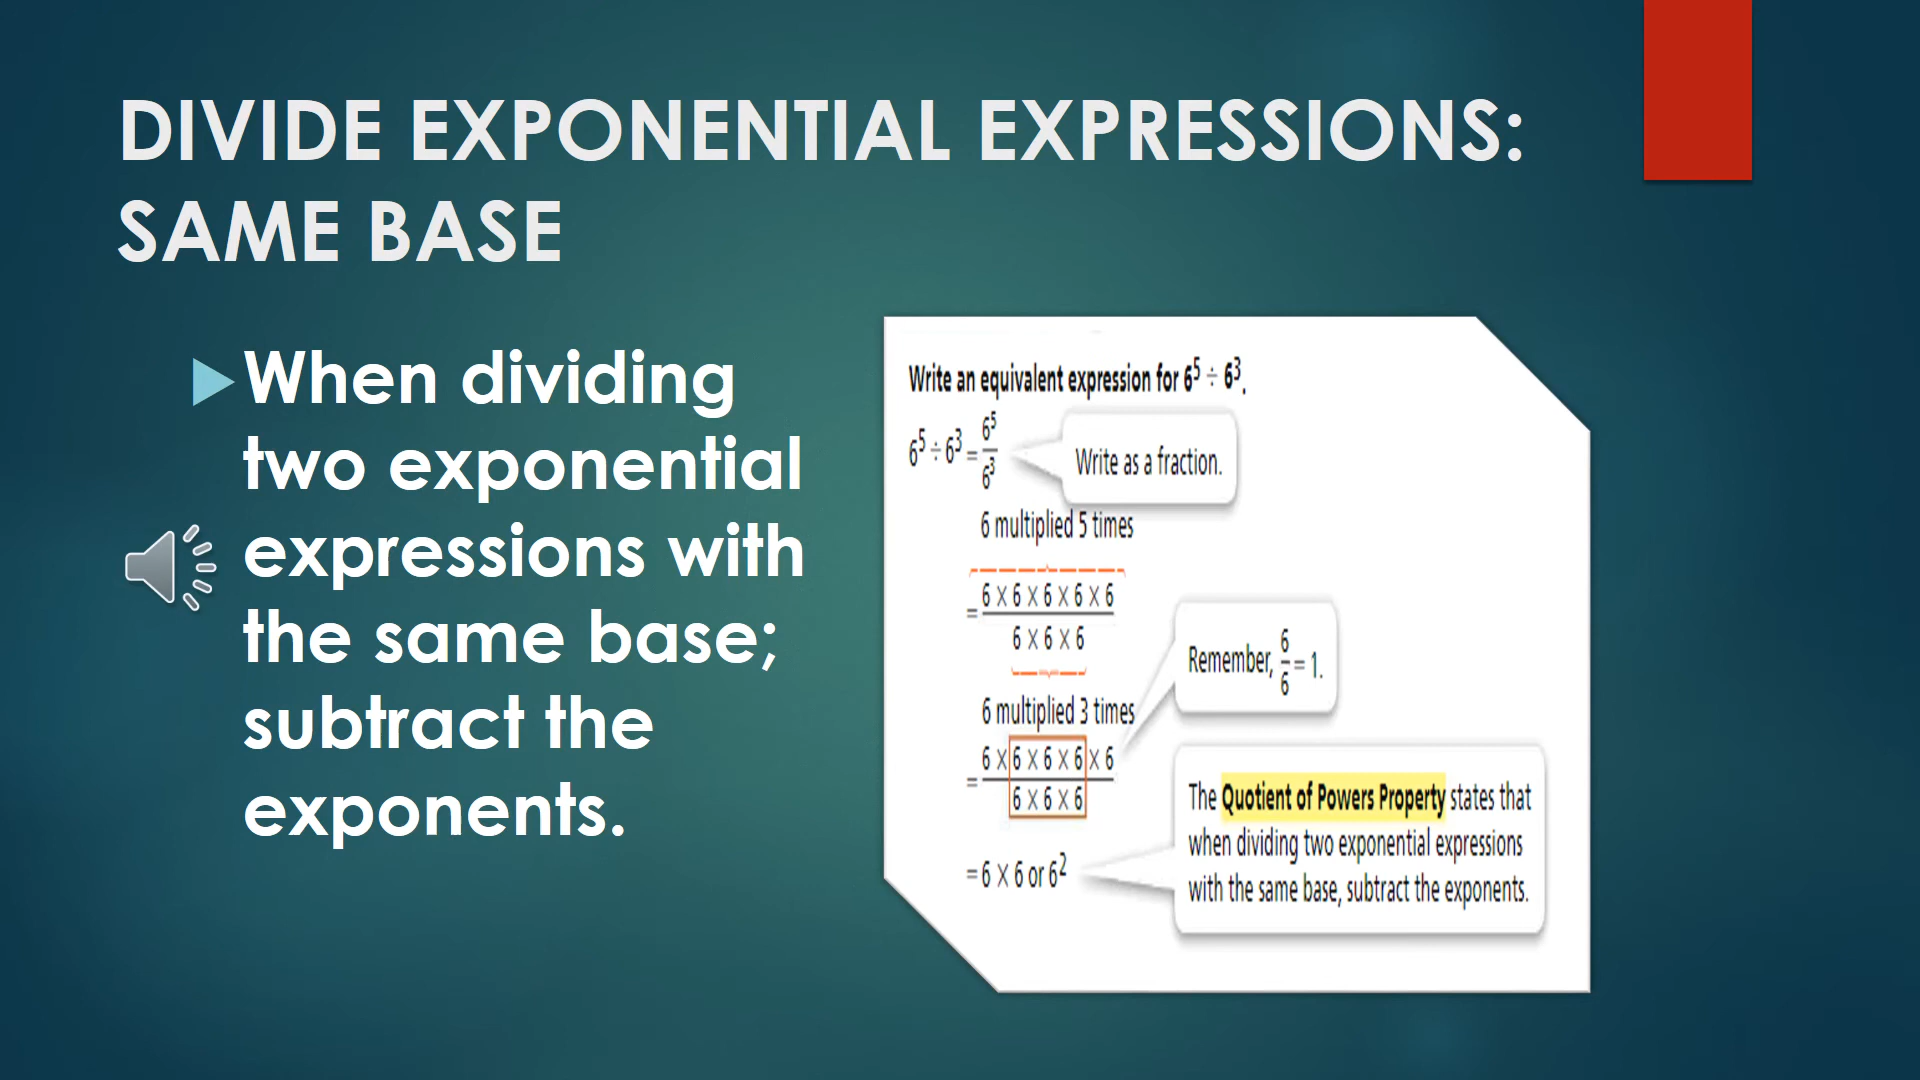 DIVIDE EXPONENTIAL EXPRESSIONS:
SAME BASE
When dividing
two exponential
expressions with
the same base;
subtract the
exponents.
Write an equivalent expression for 6⁵ ÷ 6³.
6⁵ ÷ 6³ = 6⁵/6³
Write as a fraction.
6 multiplied 5 times
= 6 × 6 × 6 × 6 × 6
6 × 6 × 6
6 multiplied 3 times
Remember, 6/6 = 1.
= 6 × 6 × 6 × 6 × 6
6 × 6 × 6
= 6 × 6 or 6²
The Quotient of Powers Property states that
when dividing two exponential expressions
with the same base, subtract the exponents.